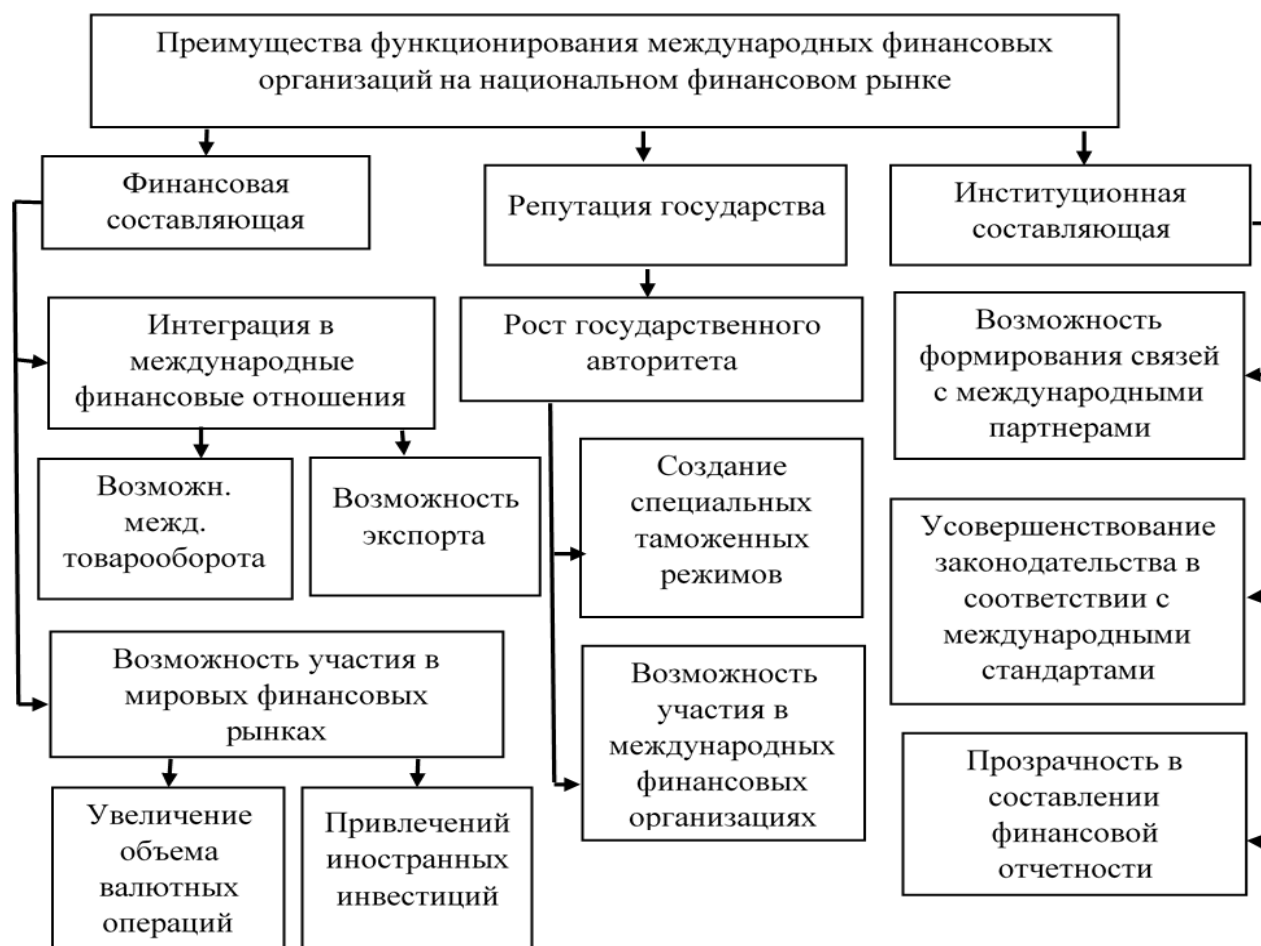 Преимущества функционирования международных финансовых
организаций на национальном финансовом рынке
Финансовая
составляющая
Репутация государства
Институционная
составляющая
Интеграция в
международные
финансовые отношения
Рост государственного
авторитета
Возможность
формирования связей
с международными
партнерами
Возможн.
межд.
товарооборота
Возможность
экспорта
Создание
специальных
таможенных
режимов
Усовершенствование
законодательства в
соответствии с
международными
стандартами
Возможность участия в
мировых финансовых
рынках
Возможность
участия в
международных
финансовых
организациях
Прозрачность в
составлении
финансовой
отчетности
Увеличение
объема
валютных
операций
Привлечений
иностранных
инвестиций